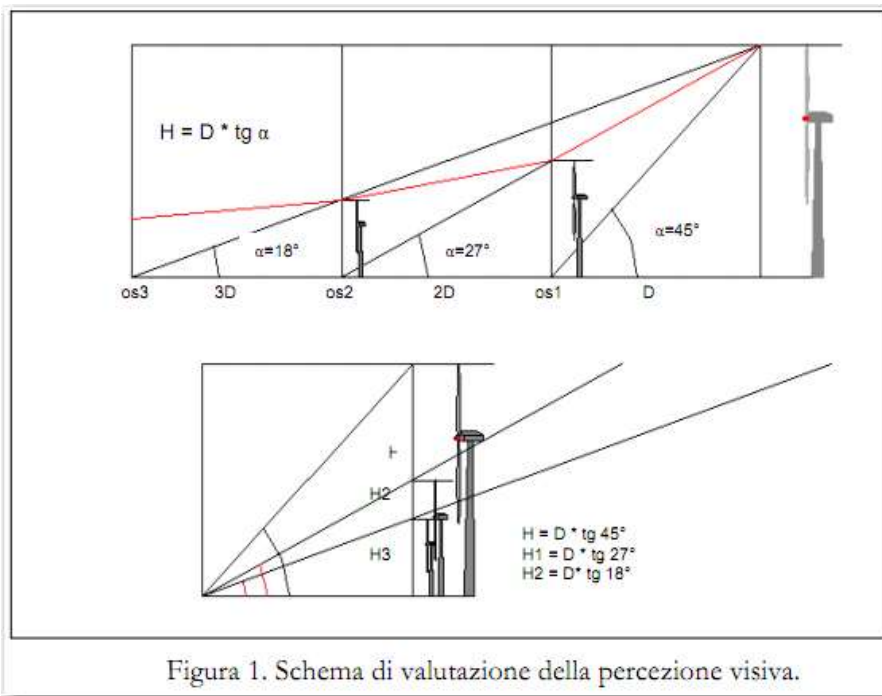 H = D * tg α
α=18°
α=27°
α=45°
os3 3D os2 2D os1 D
H
H2
H3
H = D * tg 45°
H1 = D * tg 27°
H2 = D* tg 18°
Figura 1. Schema di valutazione della percezione visiva.